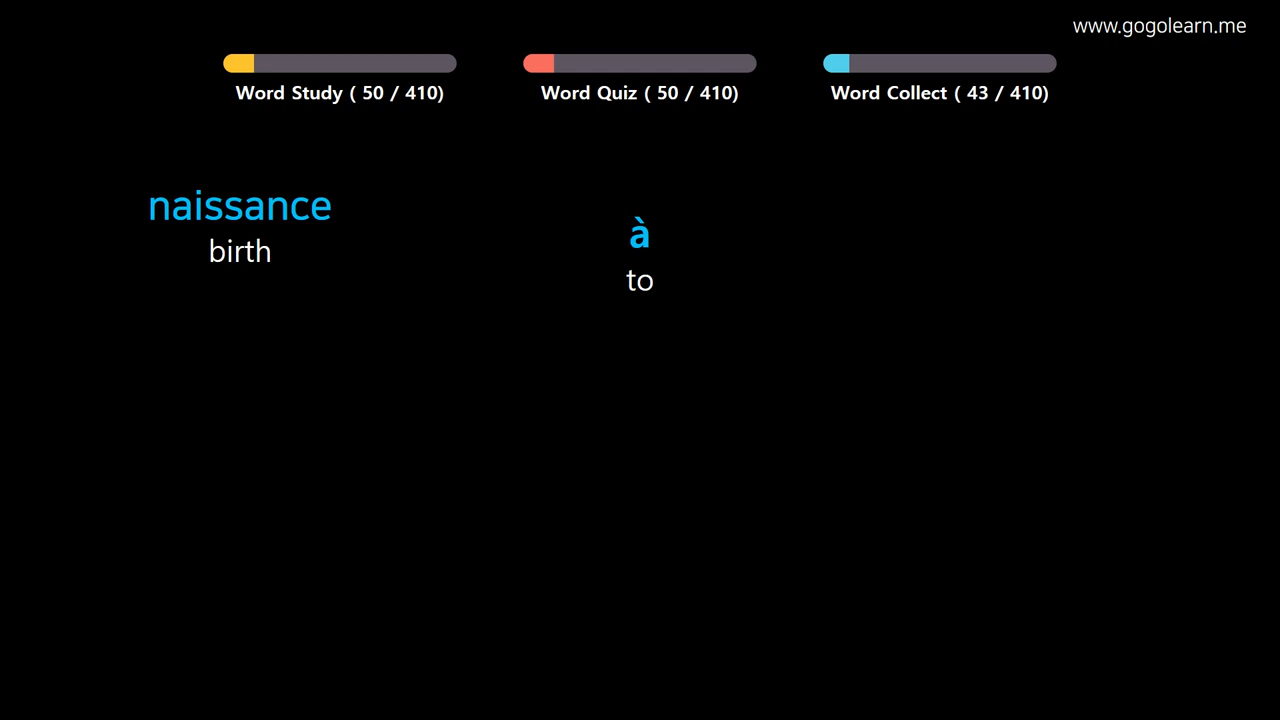 www.gogolearn.me
Word Study ( 50 / 410)
Word Quiz ( 50 / 410)
Word Collect ( 43 / 410)
naissance
birth
à
to